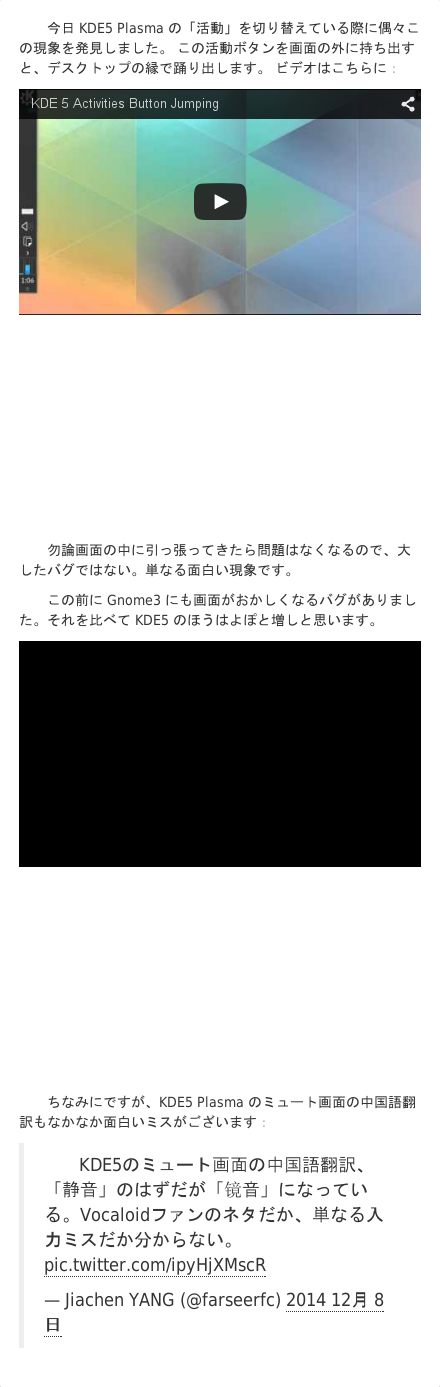 今日 KDE5 Plasma の「活動」を切り替えている際に偶々こ
の現象を発見しました。 この活動ボタンを画面の外に持ち出す
と、デスクトップの縁で踊り出します。 ビデオはこちらに：
KDE 5 Activities Button Jumping
1:06
勿論画面の中に引っ張ってきたら問題はなくなるので、大
したバグではない。単なる面白い現象です。
この前に Gnome3 にも画面がおかしくなるバグがありまし
た。それを比べて KDE5 のほうはよぽと増しと思います。
ちなみにですが、KDE5 Plasma のミュート画面の中国語翻
訳もなかなか面白いミスがございます：
KDE5のミュート画面の中国語翻訳、
「静音」のはずだが「镜音」になってい
る。Vocaloidファンのネタだか、単なる入
力ミスだか分からない。
pic.twitter.com/ipyHjXMscR
— Jiachen YANG (@farseerfc) 2014 12月 8
日